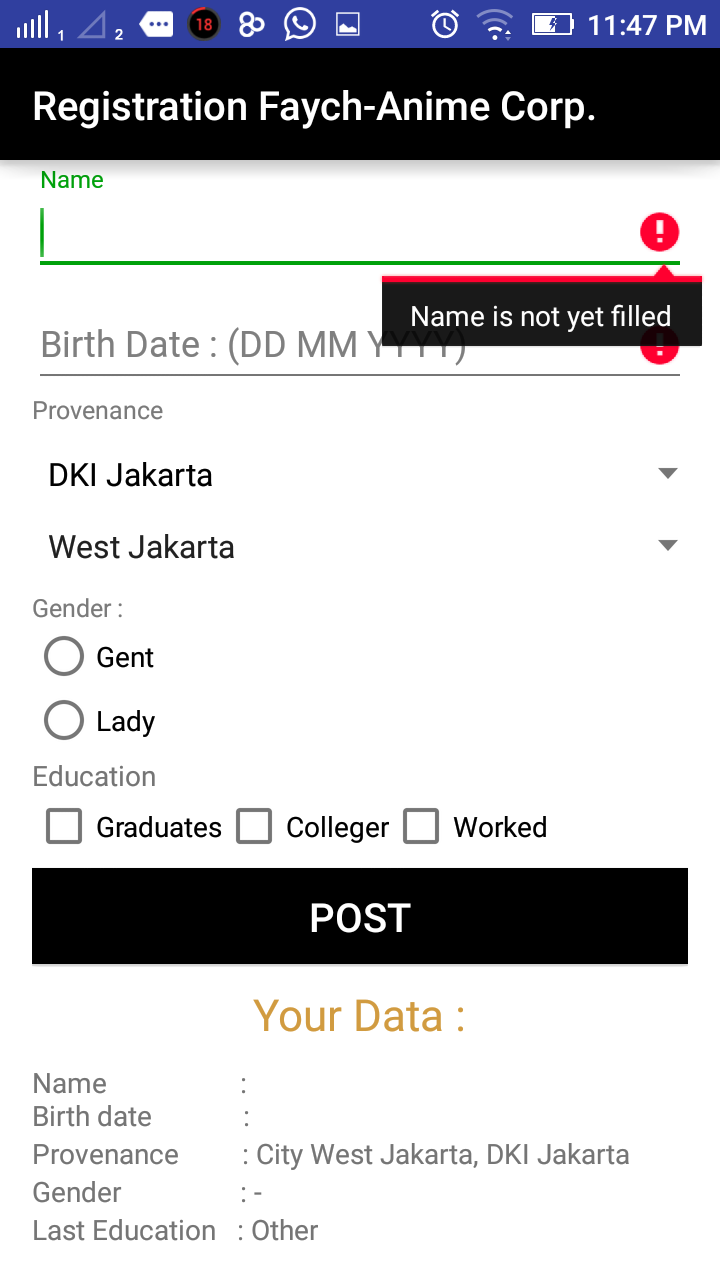 1 2 18 11:47 PM
Registration Faych-Anime Corp.
Name
Name is not yet filled
Birth Date : (DD MM YYYY)
Provenance
DKI Jakarta
West Jakarta
Gender :
Gent
Lady
Education
Graduates Colleger Worked
POST
Your Data :
Name :
Birth date :
Provenance : City West Jakarta, DKI Jakarta
Gender : -
Last Education : Other